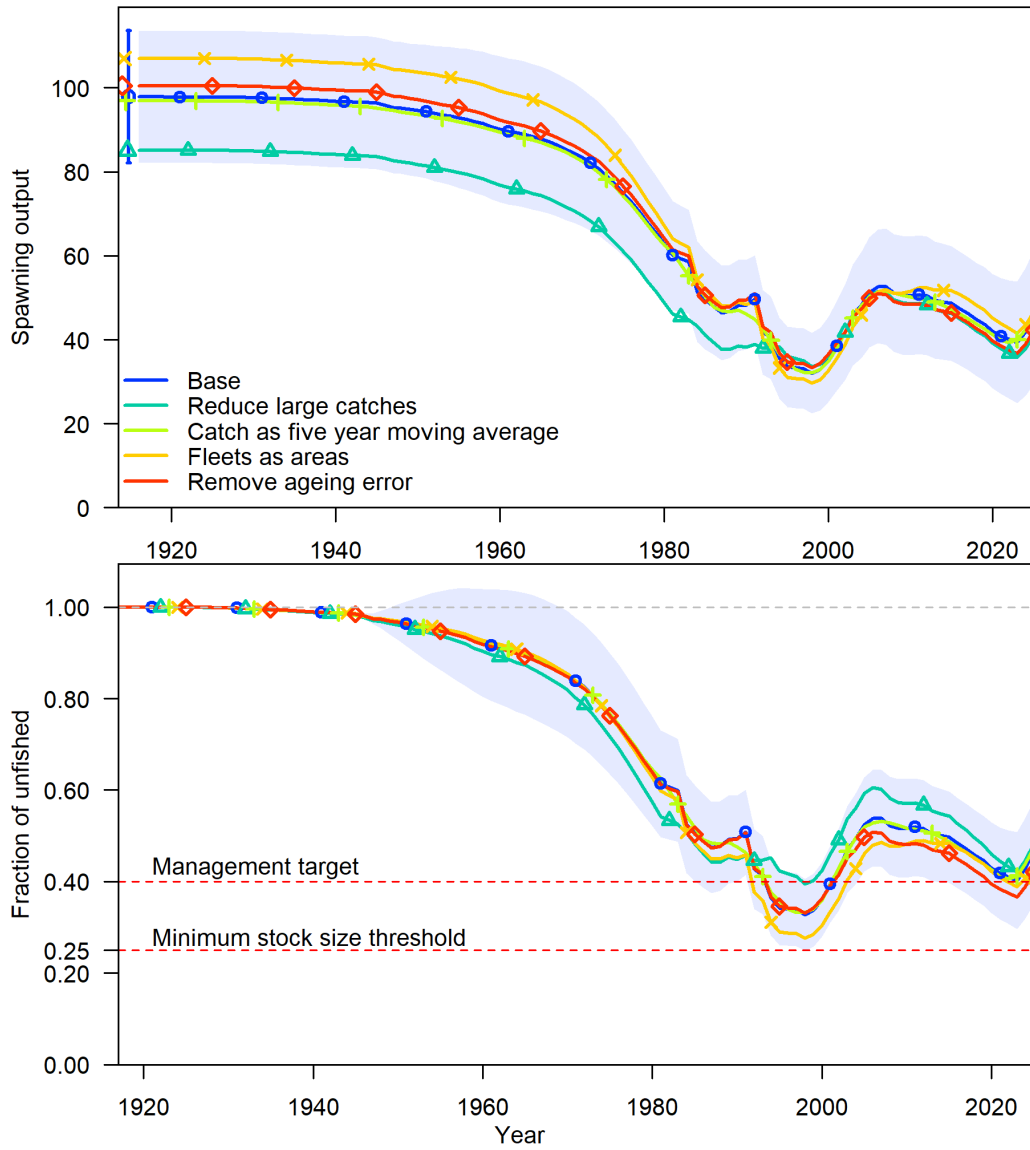 Spawning output
100
80
60
40
20
0
Base
Reduce large catches
Catch as five year moving average
Fleets as areas
Remove ageing error
1920 1940 1960 1980 2000 2020
Fraction of unfished
1.00
0.80
0.60
0.40
0.25
0.20
0.00
Management target
Minimum stock size threshold
1920 1940 1960 1980 2000 2020
Year